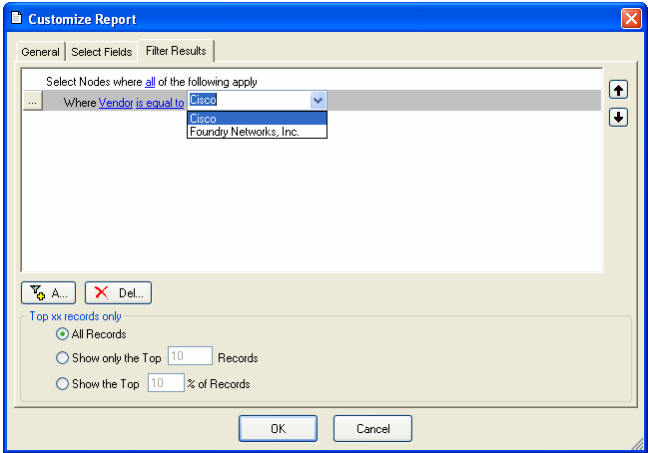 Customize Report
General Select Fields Filter Results
Select Nodes where all of the following apply
... Where Vendor is equal to Cisco
Cisco
Foundry Networks, Inc.
A... Del...
Top xx records only
All Records
Show only the Top 10 Records
Show the Top 10 % of Records
OK Cancel